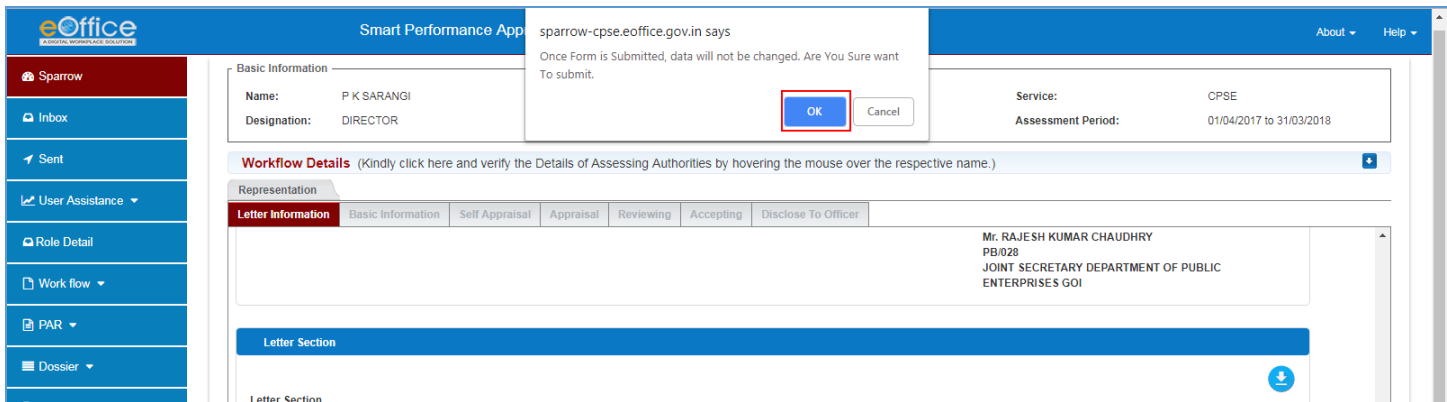 eOffice
A DIGITAL WORKPLACE SOLUTION
Smart Performance App
About
Help
sparrow-cpse.eoffice.gov.in says
Once Form is Submitted, data will not be changed. Are You Sure want
To submit.
OK
Cancel
Sparrow
Inbox
Sent
User Assistance
Role Detail
Work flow
PAR
Dossier
Basic Information
Name: P K SARANGI
Service: CPSE
Designation: DIRECTOR
Assessment Period: 01/04/2017 to 31/03/2018
Workflow Details (Kindly click here and verify the Details of Assessing Authorities by hovering the mouse over the respective name.)
Representation
Letter Information Basic Information Self Appraisal Appraisal Reviewing Accepting Disclose To Officer
Mr. RAJESH KUMAR CHAUDHRY
PB/028
JOINT SECRETARY DEPARTMENT OF PUBLIC
ENTERPRISES GOI
Letter Section
Letter Section